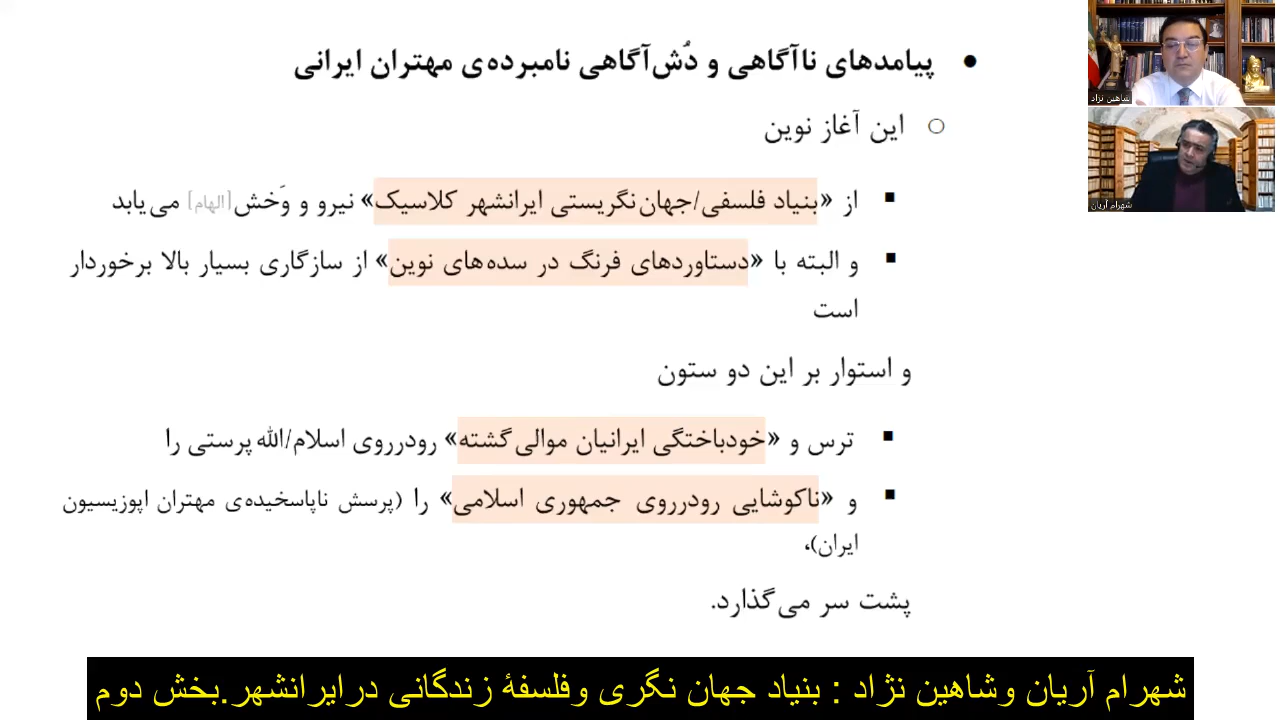 • پیامدهای ناآگاهی و دُش‌آگاهی نامبرده‌ی مهتران ایرانی
○ این آغاز نوین
▪ از «بنیاد فلسفی/جهان‌نگریستی ایرانشهر کلاسیک» نیرو و وَخش[الهام] می‌یابد
▪ و البته با «دستاوردهای فرنگ در سده‌های نوین» از سازگاری بسیار بالا برخوردار
است
و استوار بر این دو ستون
▪ ترس و «خودباختگی ایرانیان موالی‌گشته» رودرروی اسلام/الله‌پرستی را
▪ و «ناکوشایی رودرروی جمهوری اسلامی» را (پرسش ناپاسخیده‌ی مهتران اپوزیسیون
ایران)،
پشت سر می‌گذارد.
شاهین نژاد
شهرام آریان
شهرام آریان وشاهین نژاد : بنیاد جهان نگری وفلسفهٔ زندگانی درایرانشهر.بخش دوم